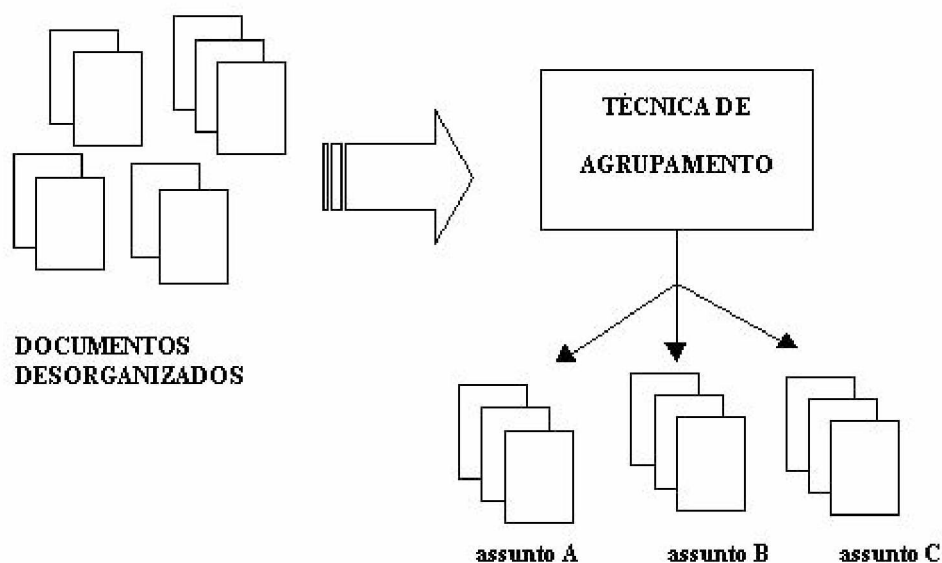 TÉCNICA DE
AGRUPAMENTO
DOCUMENTOS
DESORGANIZADOS
assunto A
assunto B
assunto C